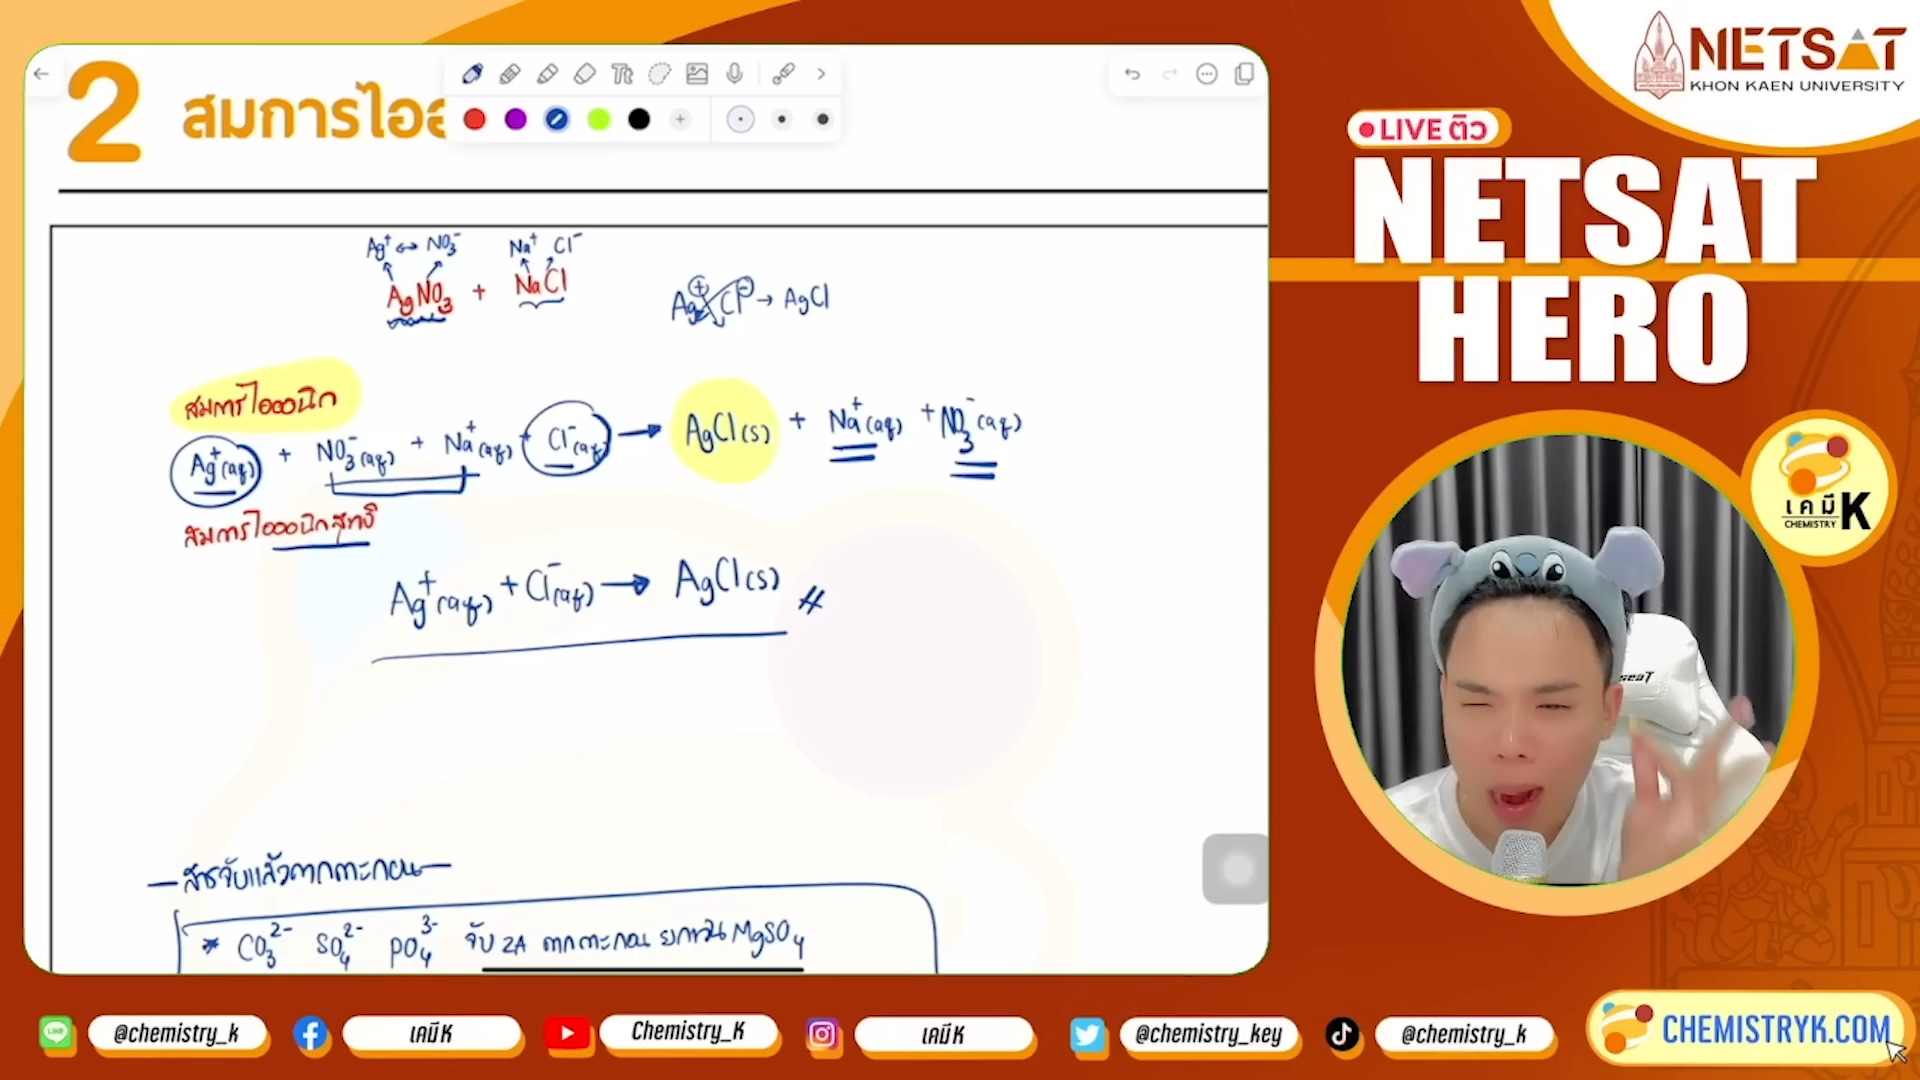 2 สมการไออ
Ag⁺ ↔ NO₃⁻ Na⁺ Cl⁻
AgNO₃ + NaCl
Ag⁺ Cl⁻ → AgCl
สมการไอออนิก
Ag⁺(aq) + NO₃⁻(aq) + Na⁺(aq) + Cl⁻(aq) → AgCl(s) + Na⁺(aq) + NO₃⁻(aq)
สมการไอออนิกสุทธิ
Ag⁺(aq) + Cl⁻(aq) → AgCl(s) #
— สารจับแล้วตกตะกอน —
* CO₃²⁻ SO₄²⁻ PO₄³⁻ จับ 2A ตกตะกอน ยกเว้น MgSO₄
NETSAT
KHON KAEN UNIVERSITY
LIVE ติว
NETSAT
HERO
เคมี K
CHEMISTRY
seaT
LINE
@chemistry_k
เคมี K
Chemistry_K
เคมี K
@chemistry_key
@chemistry_k
CHEMISTRYK.COM